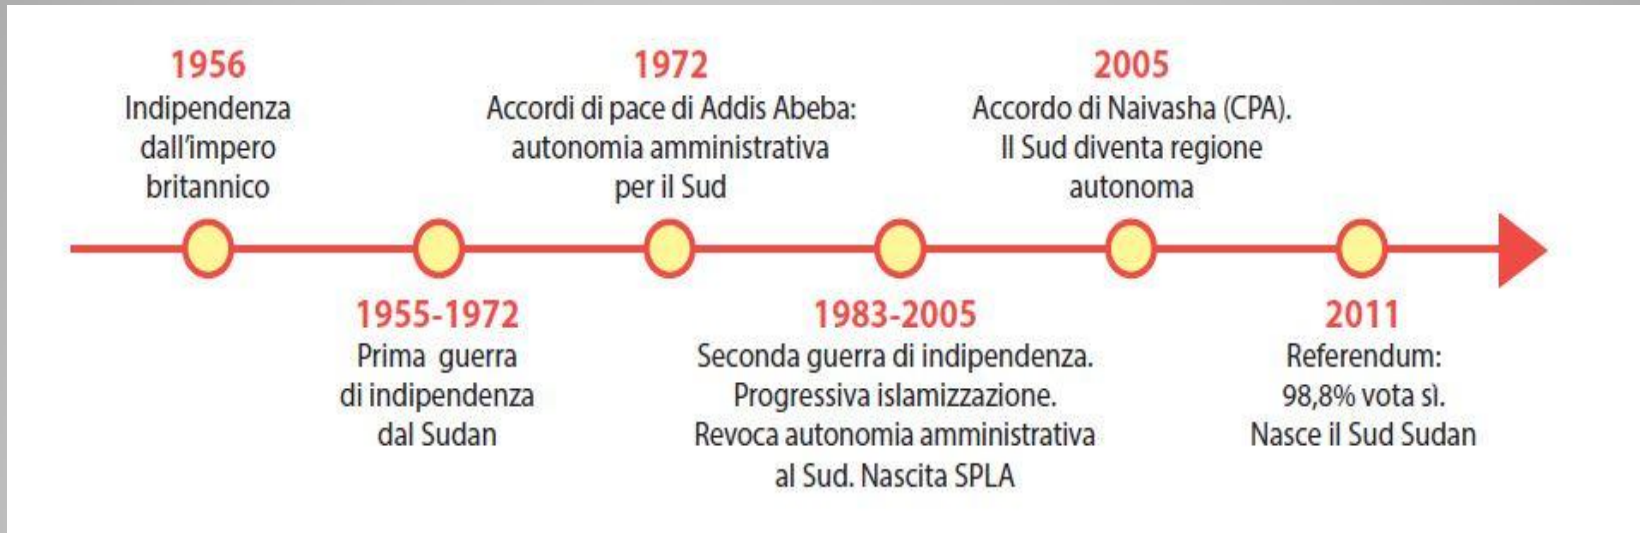 1956
Indipendenza
dall'impero
britannico
1955-1972
Prima guerra
di indipendenza
dal Sudan
1972
Accordi di pace di Addis Abeba:
autonomia amministrativa
per il Sud
1983-2005
Seconda guerra di indipendenza.
Progressiva islamizzazione.
Revoca autonomia amministrativa
al Sud. Nascita SPLA
2005
Accordo di Naivasha (CPA).
Il Sud diventa regione
autonoma
2011
Referendum:
98,8% vota sì.
Nasce il Sud Sudan